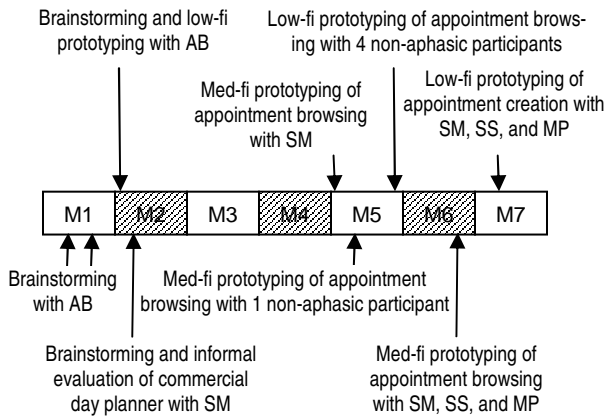 Brainstorming and low-fi
prototyping with AB
Low-fi prototyping of appointment brows-
ing with 4 non-aphasic participants
Med-fi prototyping of
appointment browsing
with SM
Low-fi prototyping of
appointment creation with
SM, SS, and MP
M1 M2 M3 M4 M5 M6 M7
Brainstorming
with AB
Med-fi prototyping of appointment
browsing with 1 non-aphasic participant
Brainstorming and informal
evaluation of commercial
day planner with SM
Med-fi prototyping of
appointment browsing
with SM, SS, and MP